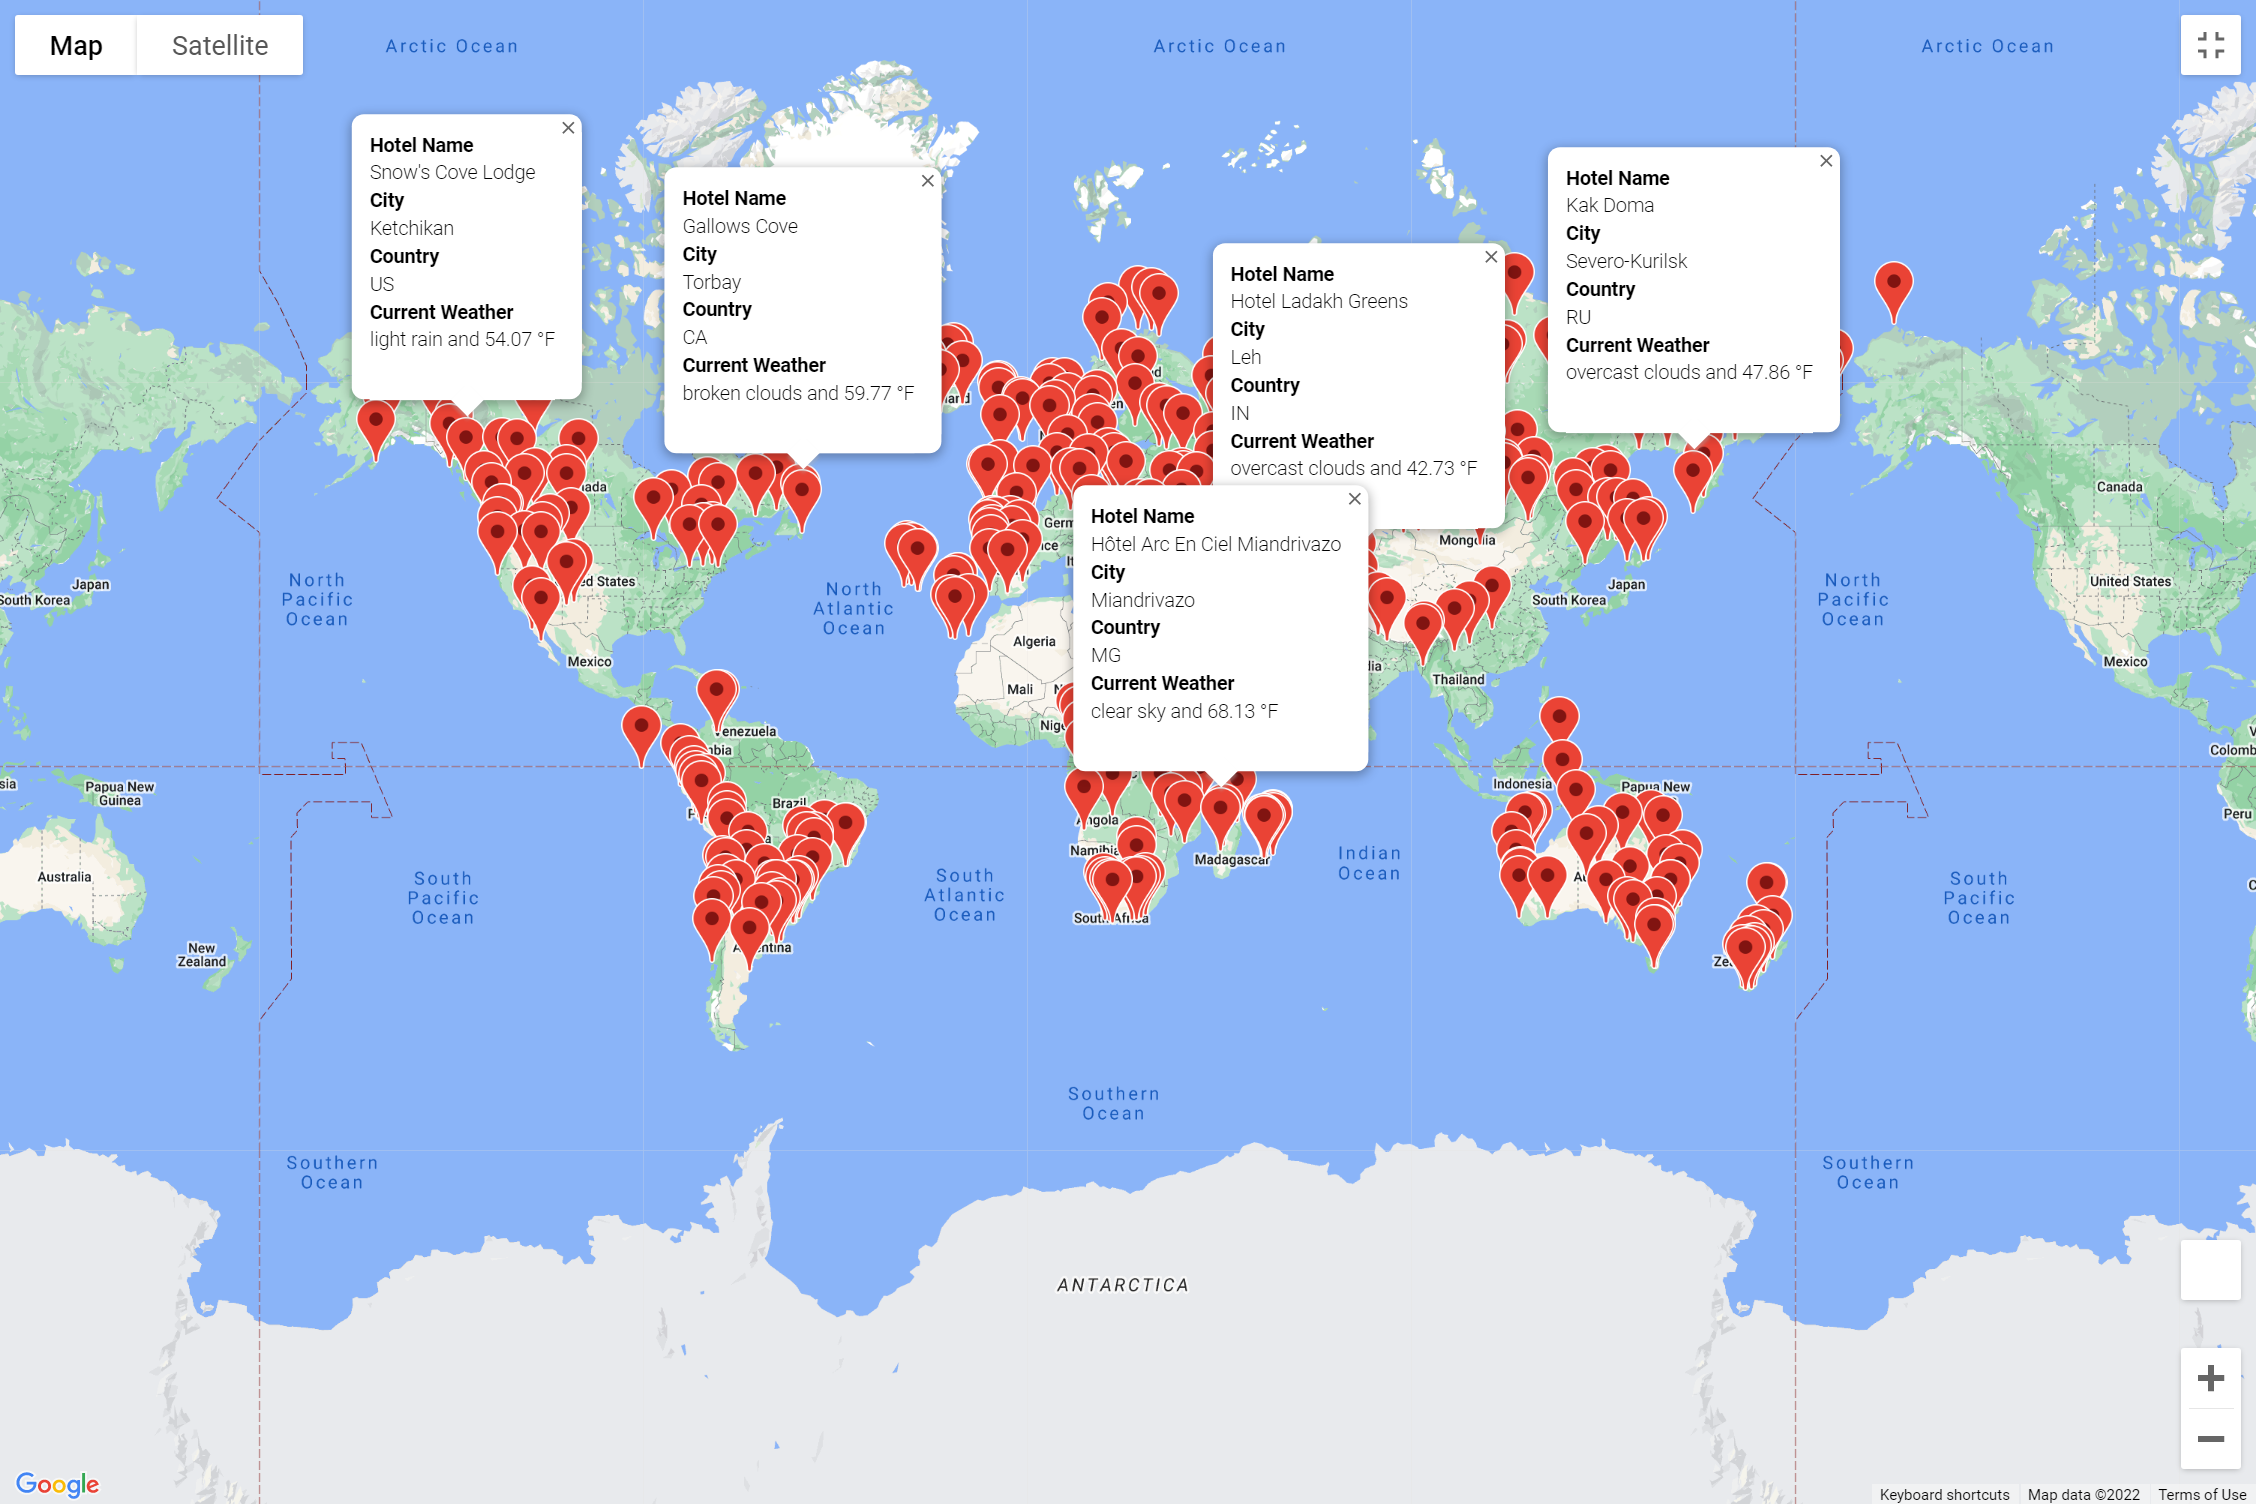 Map
Satellite
Arctic Ocean
Arctic Ocean
Arctic Ocean
Hotel Name
Snow's Cove Lodge
City
Ketchikan
Country
US
Current Weather
light rain and 54.07 °F
Hotel Name
Gallows Cove
City
Torbay
Country
CA
Current Weather
broken clouds and 59.77 °F
Hotel Name
Hotel Ladakh Greens
City
Leh
Country
IN
Current Weather
overcast clouds and 42.73 °F
Hotel Name
Kak Doma
City
Severo-Kurilsk
Country
RU
Current Weather
overcast clouds and 47.86 °F
Hotel Name
Hôtel Arc En Ciel Miandrivazo
City
Miandrivazo
Country
MG
Current Weather
clear sky and 68.13 °F
Canada
Mongolia
Japan
South Korea
North
Pacific
Ocean
North
Atlantic
Ocean
Algeria
Mali
Mexico
South Korea
Japan
Thailand
North
Pacific
Ocean
United States
Mexico
Papua New
Guinea
Brazil
Angola
Namibia
Madagascar
Indian
Ocean
Indonesia
Papua New
Peru
Australia
New
Zealand
South
Pacific
Ocean
South
Atlantic
Ocean
South Africa
South
Pacific
Ocean
Southern
Ocean
Southern
Ocean
Southern
Ocean
ANTARCTICA
Google
Keyboard shortcuts
Map data ©2022
Terms of Use